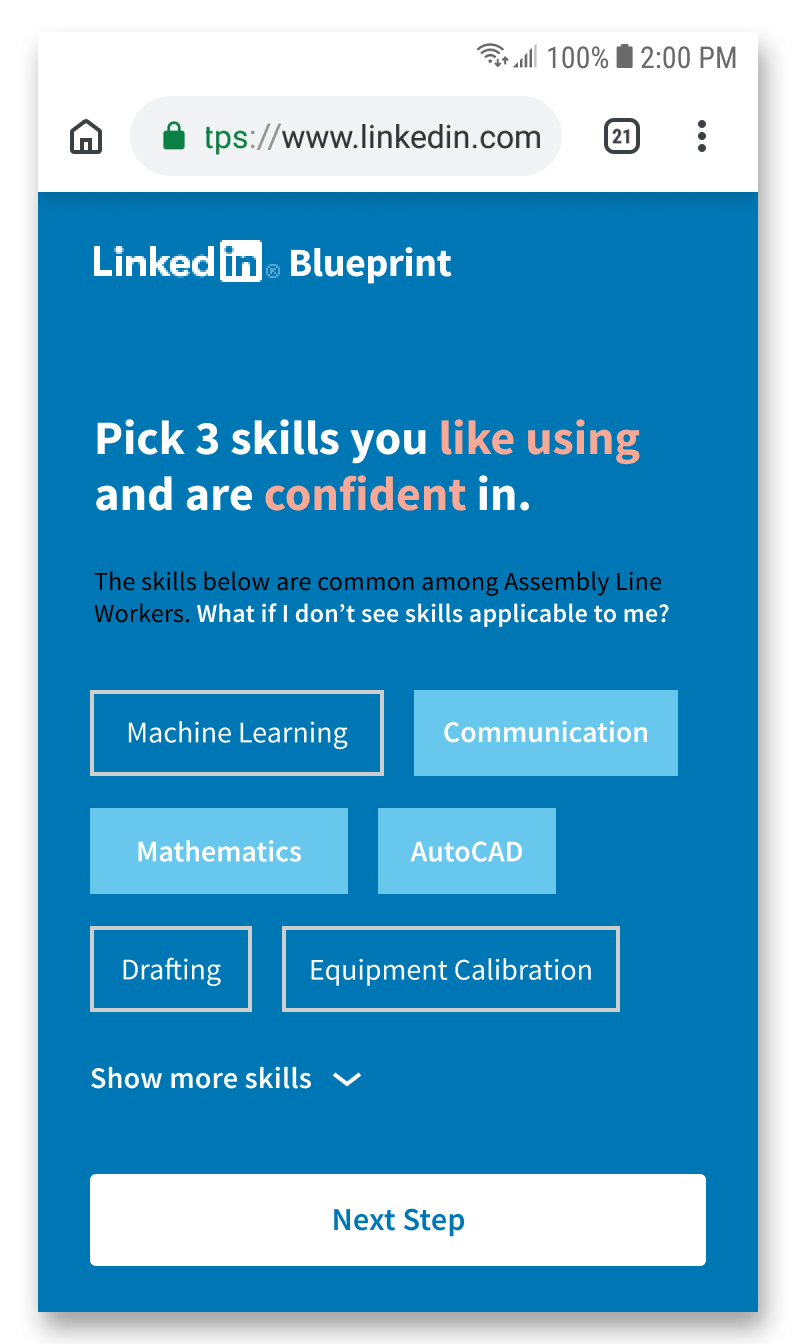 100% 2:00 PM
tps://www.linkedin.com 21
Linked in ® Blueprint
Pick 3 skills you like using
and are confident in.
The skills below are common among Assembly Line
Workers. What if I don’t see skills applicable to me?
Machine Learning Communication
Mathematics AutoCAD
Drafting Equipment Calibration
Show more skills
Next Step